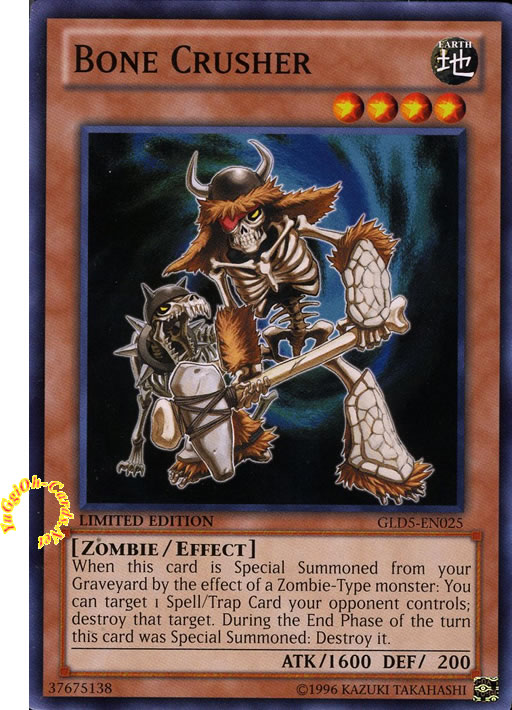 BONE CRUSHER
EARTH
地
YuGaiOh-Cards.Net
LIMITED EDITION
GLD5-EN025
[ZOMBIE / EFFECT]
When this card is Special Summoned from your
Graveyard by the effect of a Zombie-Type monster: You
can target 1 Spell/Trap Card your opponent controls;
destroy that target. During the End Phase of the turn
this card was Special Summoned: Destroy it.
ATK/1600 DEF/ 200
37675138
©1996 KAZUKI TAKAHASHI